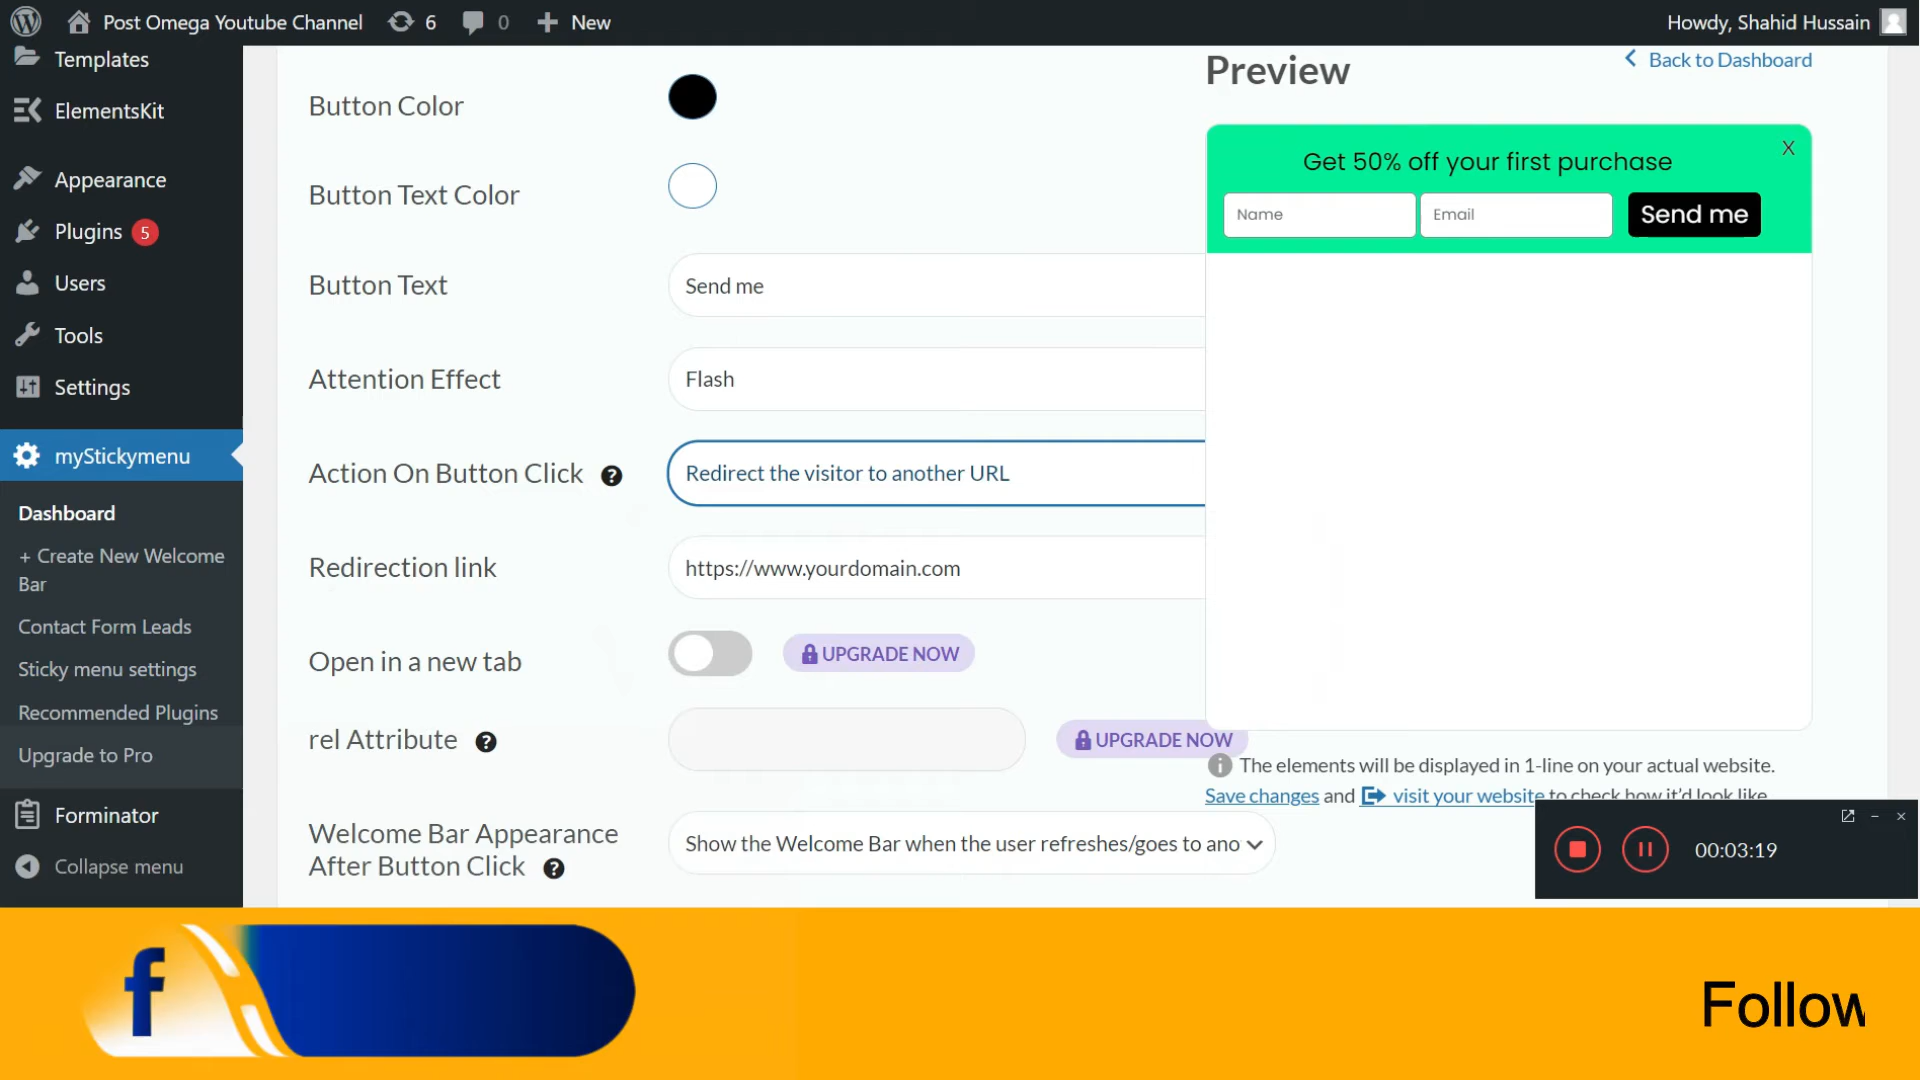 Post Omega Youtube Channel
6
0
New
Howdy, Shahid Hussain
Templates
ElementsKit
Appearance
Plugins 5
Users
Tools
Settings
myStickymenu
Dashboard
+ Create New Welcome
Bar
Contact Form Leads
Sticky menu settings
Recommended Plugins
Upgrade to Pro
Forminator
Collapse menu
Button Color
Button Text Color
Button Text
Send me
Attention Effect
Flash
Action On Button Click ?
Redirect the visitor to another URL
Redirection link
https://www.yourdomain.com
Open in a new tab
UPGRADE NOW
rel Attribute ?
UPGRADE NOW
Welcome Bar Appearance
After Button Click ?
Show the Welcome Bar when the user refreshes/goes to ano
Preview
Back to Dashboard
X
Get 50% off your first purchase
Name
Email
Send me
The elements will be displayed in 1-line on your actual website.
Save changes and visit your website to check how it'd look like
00:03:19
f
Follow